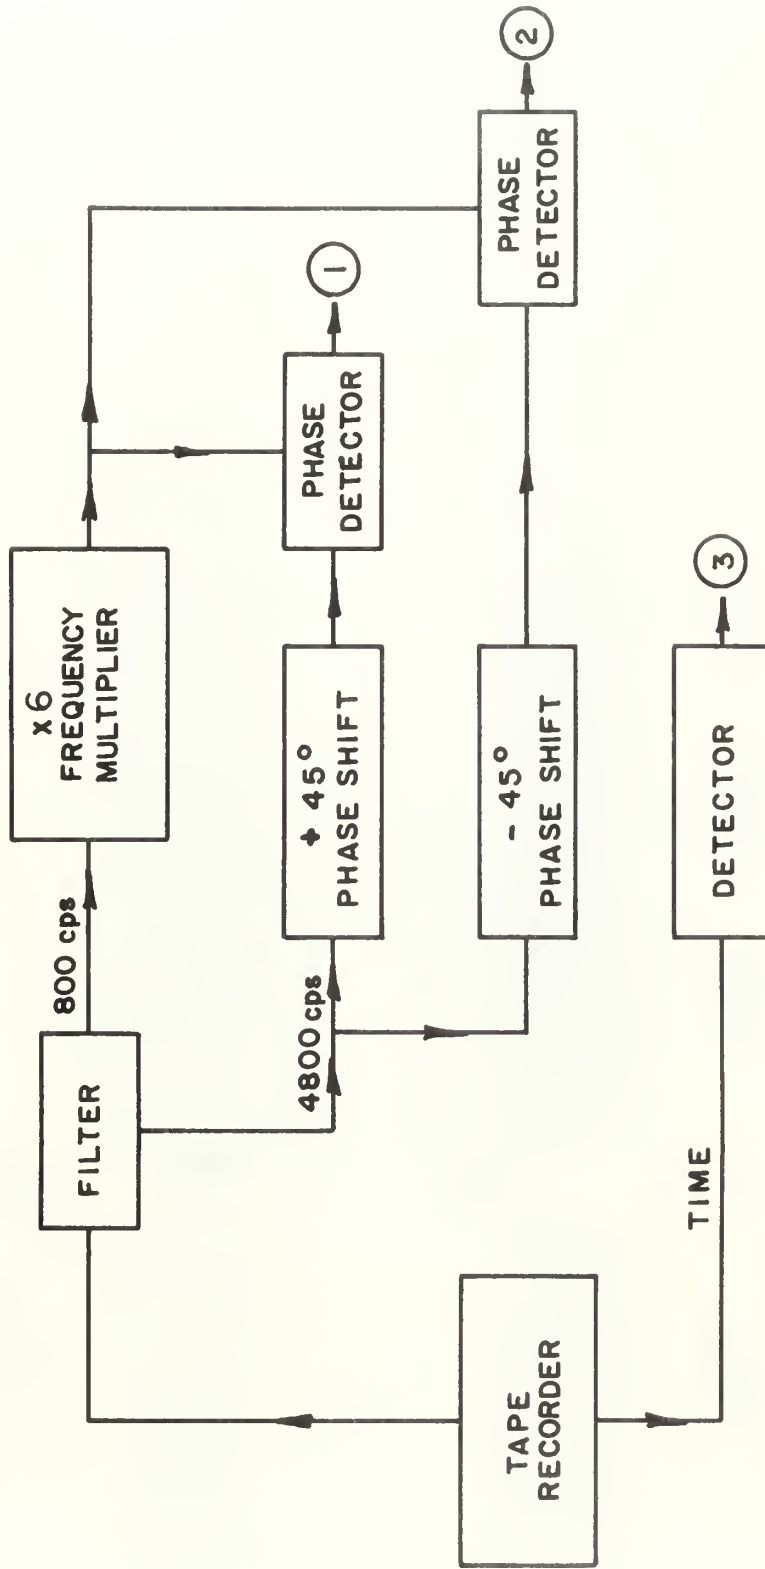 TAPE
RECORDER
FILTER
800 cps
x6
FREQUENCY
MULTIPLIER
4800 cps
+ 45°
PHASE SHIFT
PHASE
DETECTOR
1
- 45°
PHASE SHIFT
PHASE
DETECTOR
2
TIME
DETECTOR
3